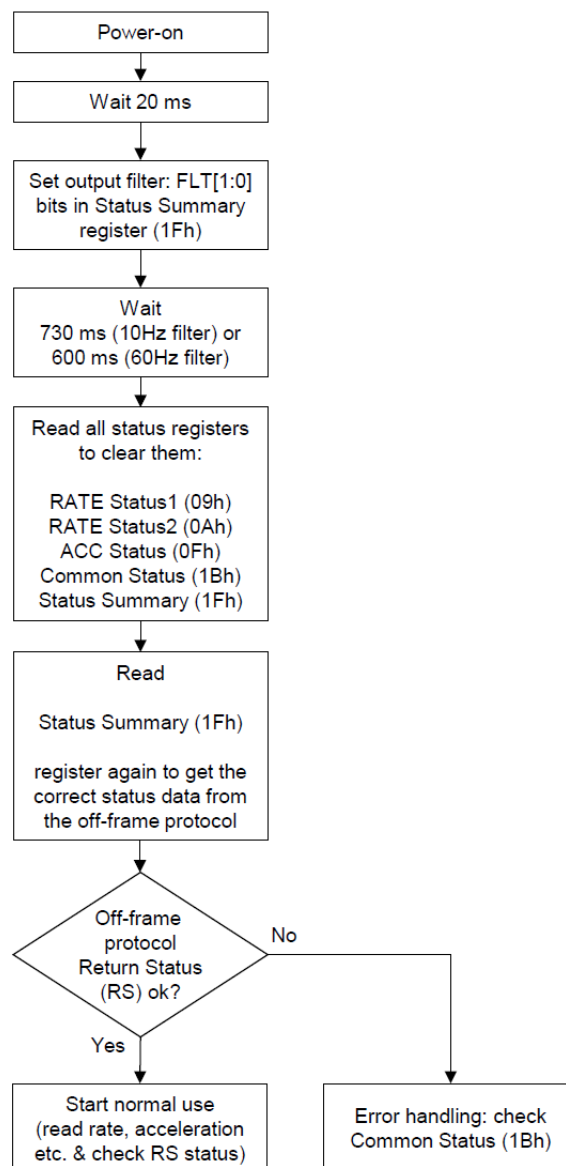 Power-on
Wait 20 ms
Set output filter: FLT[1:0]
bits in Status Summary
register (1Fh)
Wait
730 ms (10Hz filter) or
600 ms (60Hz filter)
Read all status registers
to clear them:
RATE Status1 (09h)
RATE Status2 (0Ah)
ACC Status (0Fh)
Common Status (1Bh)
Status Summary (1Fh)
Read
Status Summary (1Fh)
register again to get the
correct status data from
the off-frame protocol
Off-frame
protocol
Return Status
(RS) ok?
No
Yes
Start normal use
(read rate, acceleration
etc. & check RS status)
Error handling: check
Common Status (1Bh)